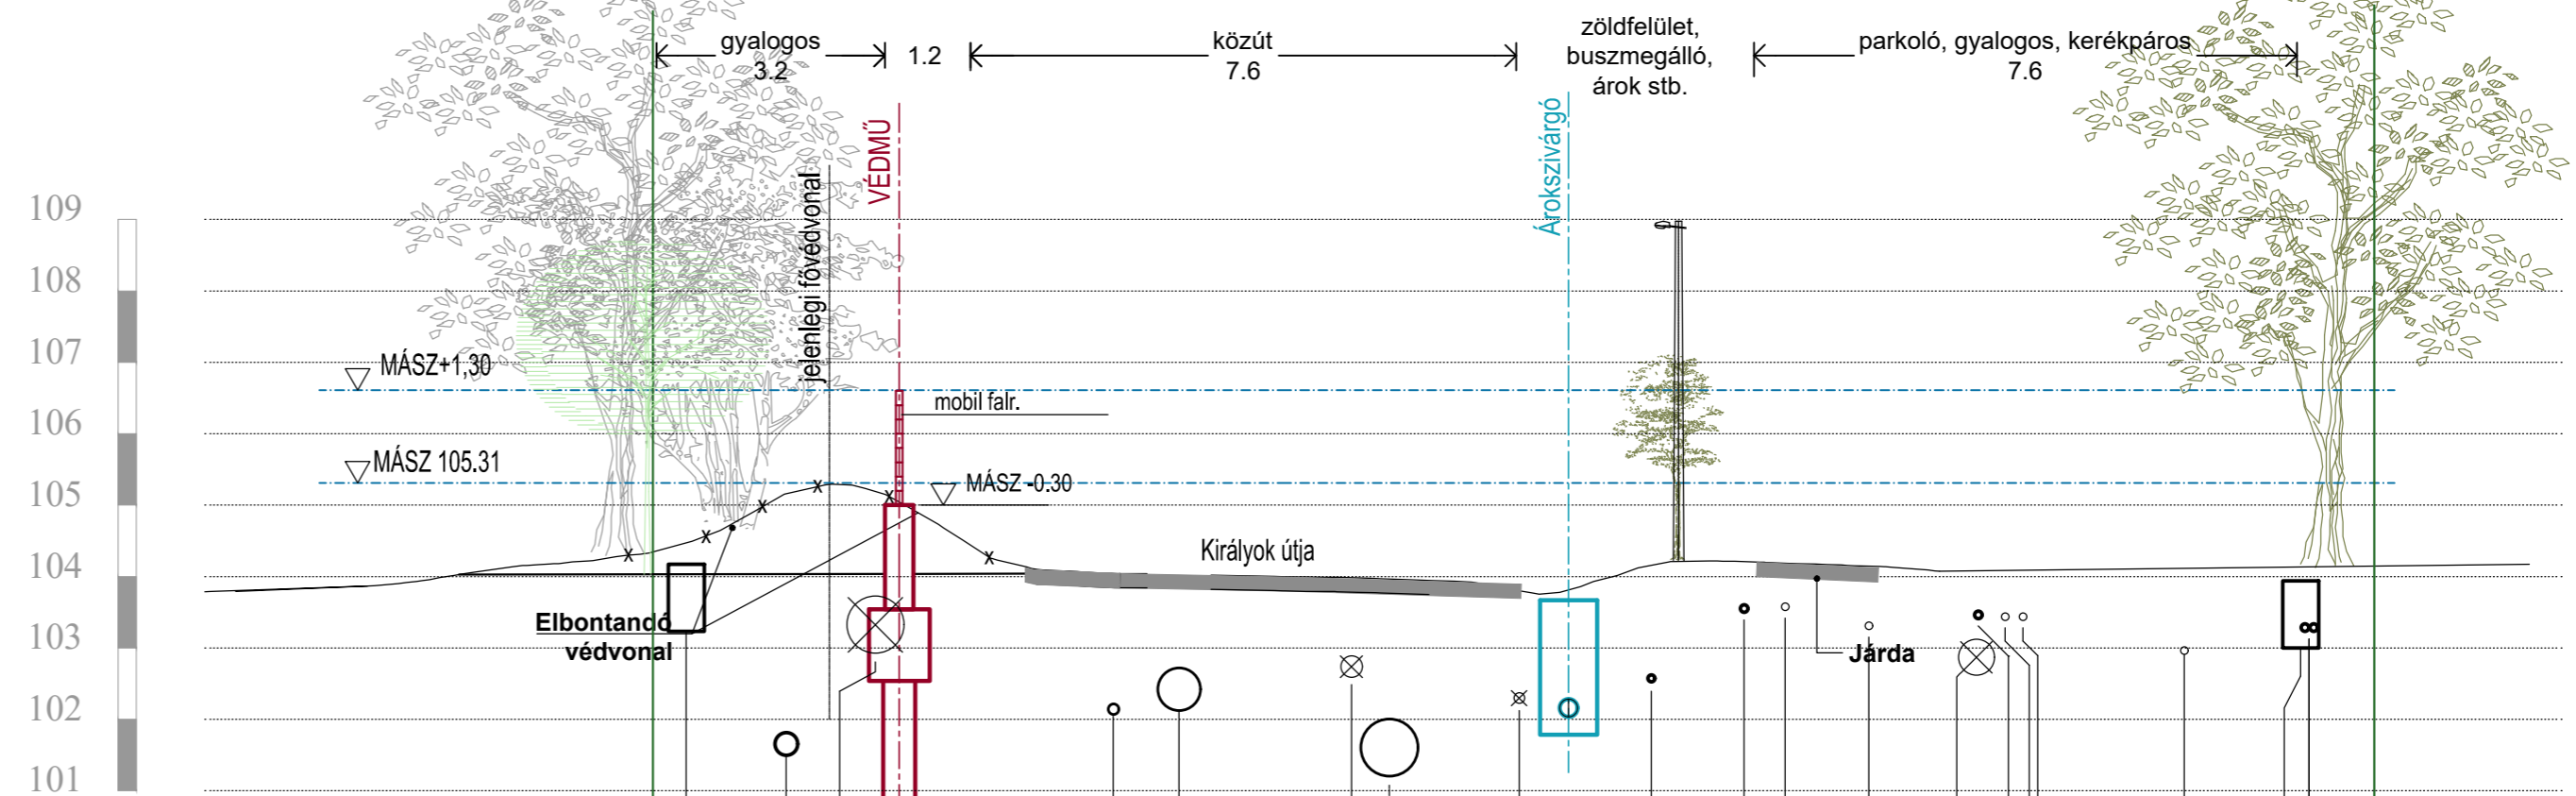 gyalogos
3.2
1.2
közút
7.6
zöldfelület,
buszmegálló,
árok stb.
parkoló, gyalogos, kerékpáros
7.6
VÉDMŰ
jelenlegi fővédvonal
Árokszivárgó
109
108
107
MÁSZ+1,30
mobil falr.
106
MÁSZ 105.31
105
MÁSZ -0.30
104
Királyok útja
Elbontandó
védvonal
103
Járda
102
101